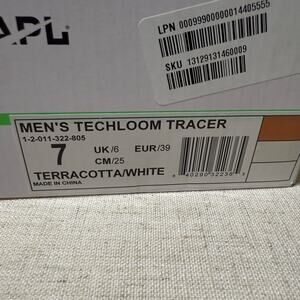 APL
LPN 00099900000014405555
SKU 13129131460009
MEN'S TECHLOOM TRACER
1-2-011-322-805
7 UK/6 EUR/39
CM/25
TERRACOTTA/WHITE
MADE IN CHINA